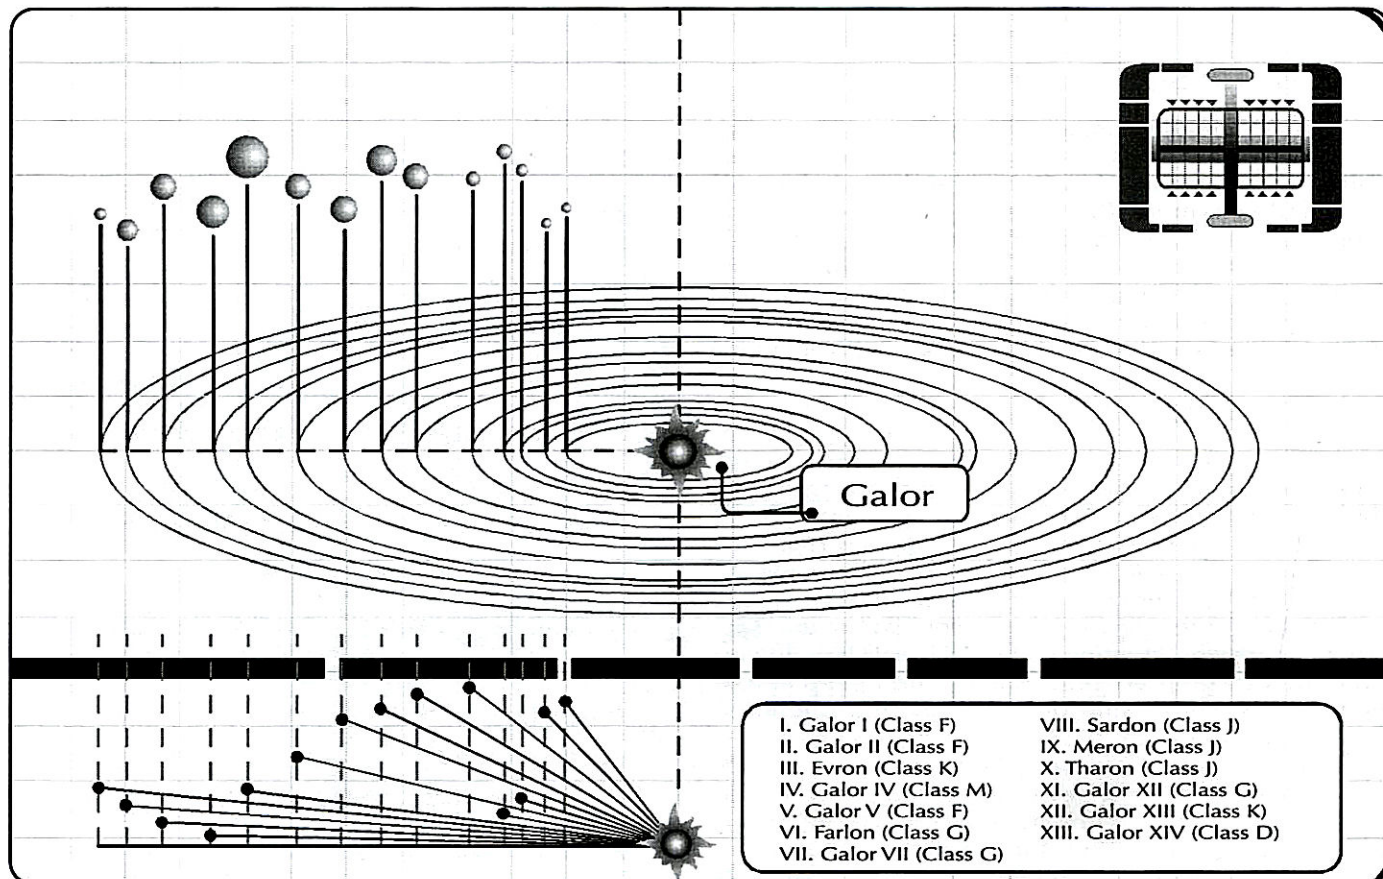 Galor
I. Galor I (Class F)
II. Galor II (Class F)
III. Evron (Class K)
IV. Galor IV (Class M)
V. Galor V (Class F)
VI. Farlon (Class G)
VII. Galor VII (Class G)
VIII. Sardon (Class J)
IX. Meron (Class J)
X. Tharon (Class J)
XI. Galor XII (Class G)
XII. Galor XIII (Class K)
XIII. Galor XIV (Class D)